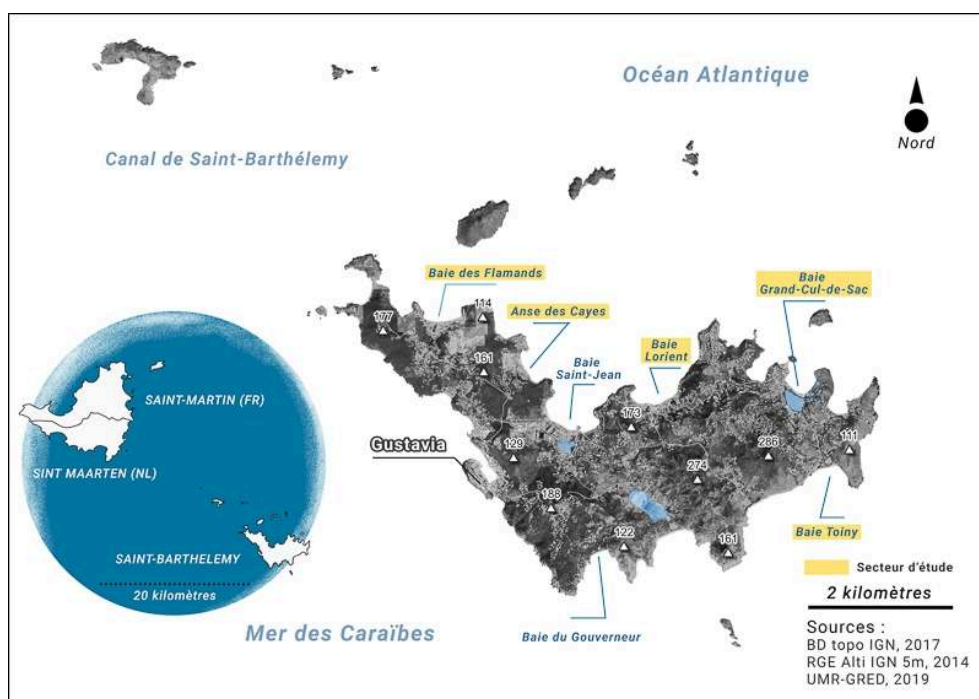 Océan Atlantique
Nord
Canal de Saint-Barthélemy
Baie des Flamands
Baie
Grand-Cul-de-Sac
114
Anse des Cayes
177
Baie
Lorient
161
Baie
Saint-Jean
SAINT-MARTIN (FR)
173
Gustavia
129
286
111
SINT MAARTEN (NL)
274
188
Baie Toiny
122
161
SAINT-BARTHELEMY
Secteur d'étude
20 kilomètres
2 kilomètres
Mer des Caraïbes
Baie du Gouverneur
Sources :
BD topo IGN, 2017
RGE Alti IGN 5m, 2014
UMR-GRED, 2019